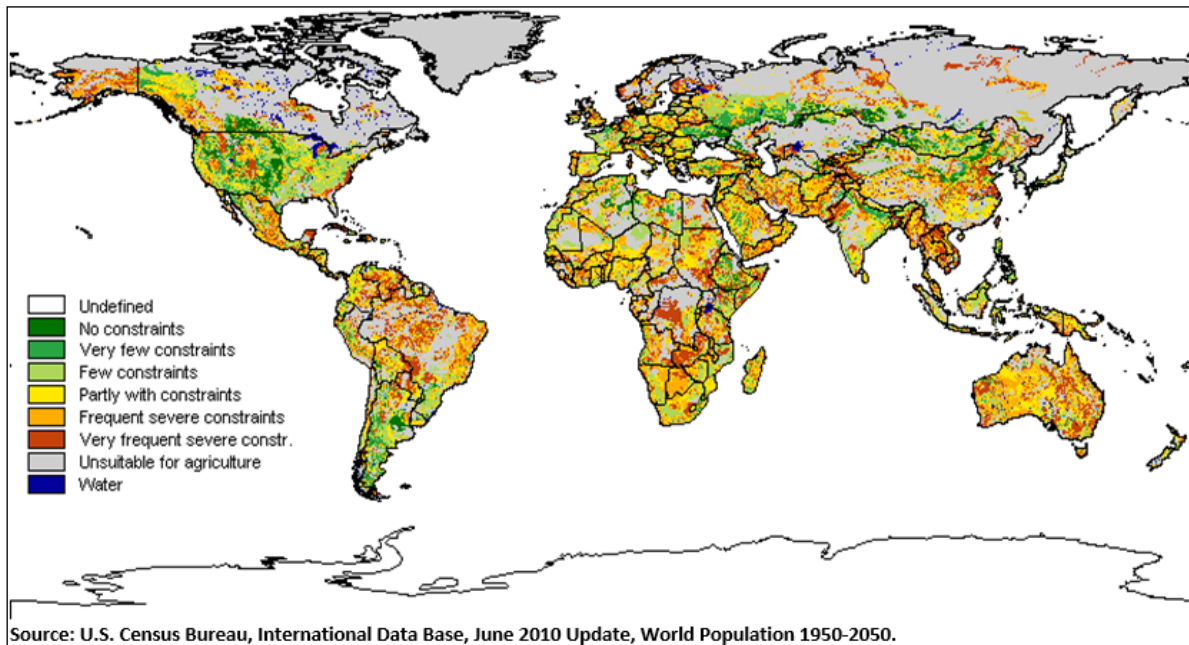 Undefined
No constraints
Very few constraints
Few constraints
Partly with constraints
Frequent severe constraints
Very frequent severe constr.
Unsuitable for agriculture
Water
Source: U.S. Census Bureau, International Data Base, June 2010 Update, World Population 1950-2050.